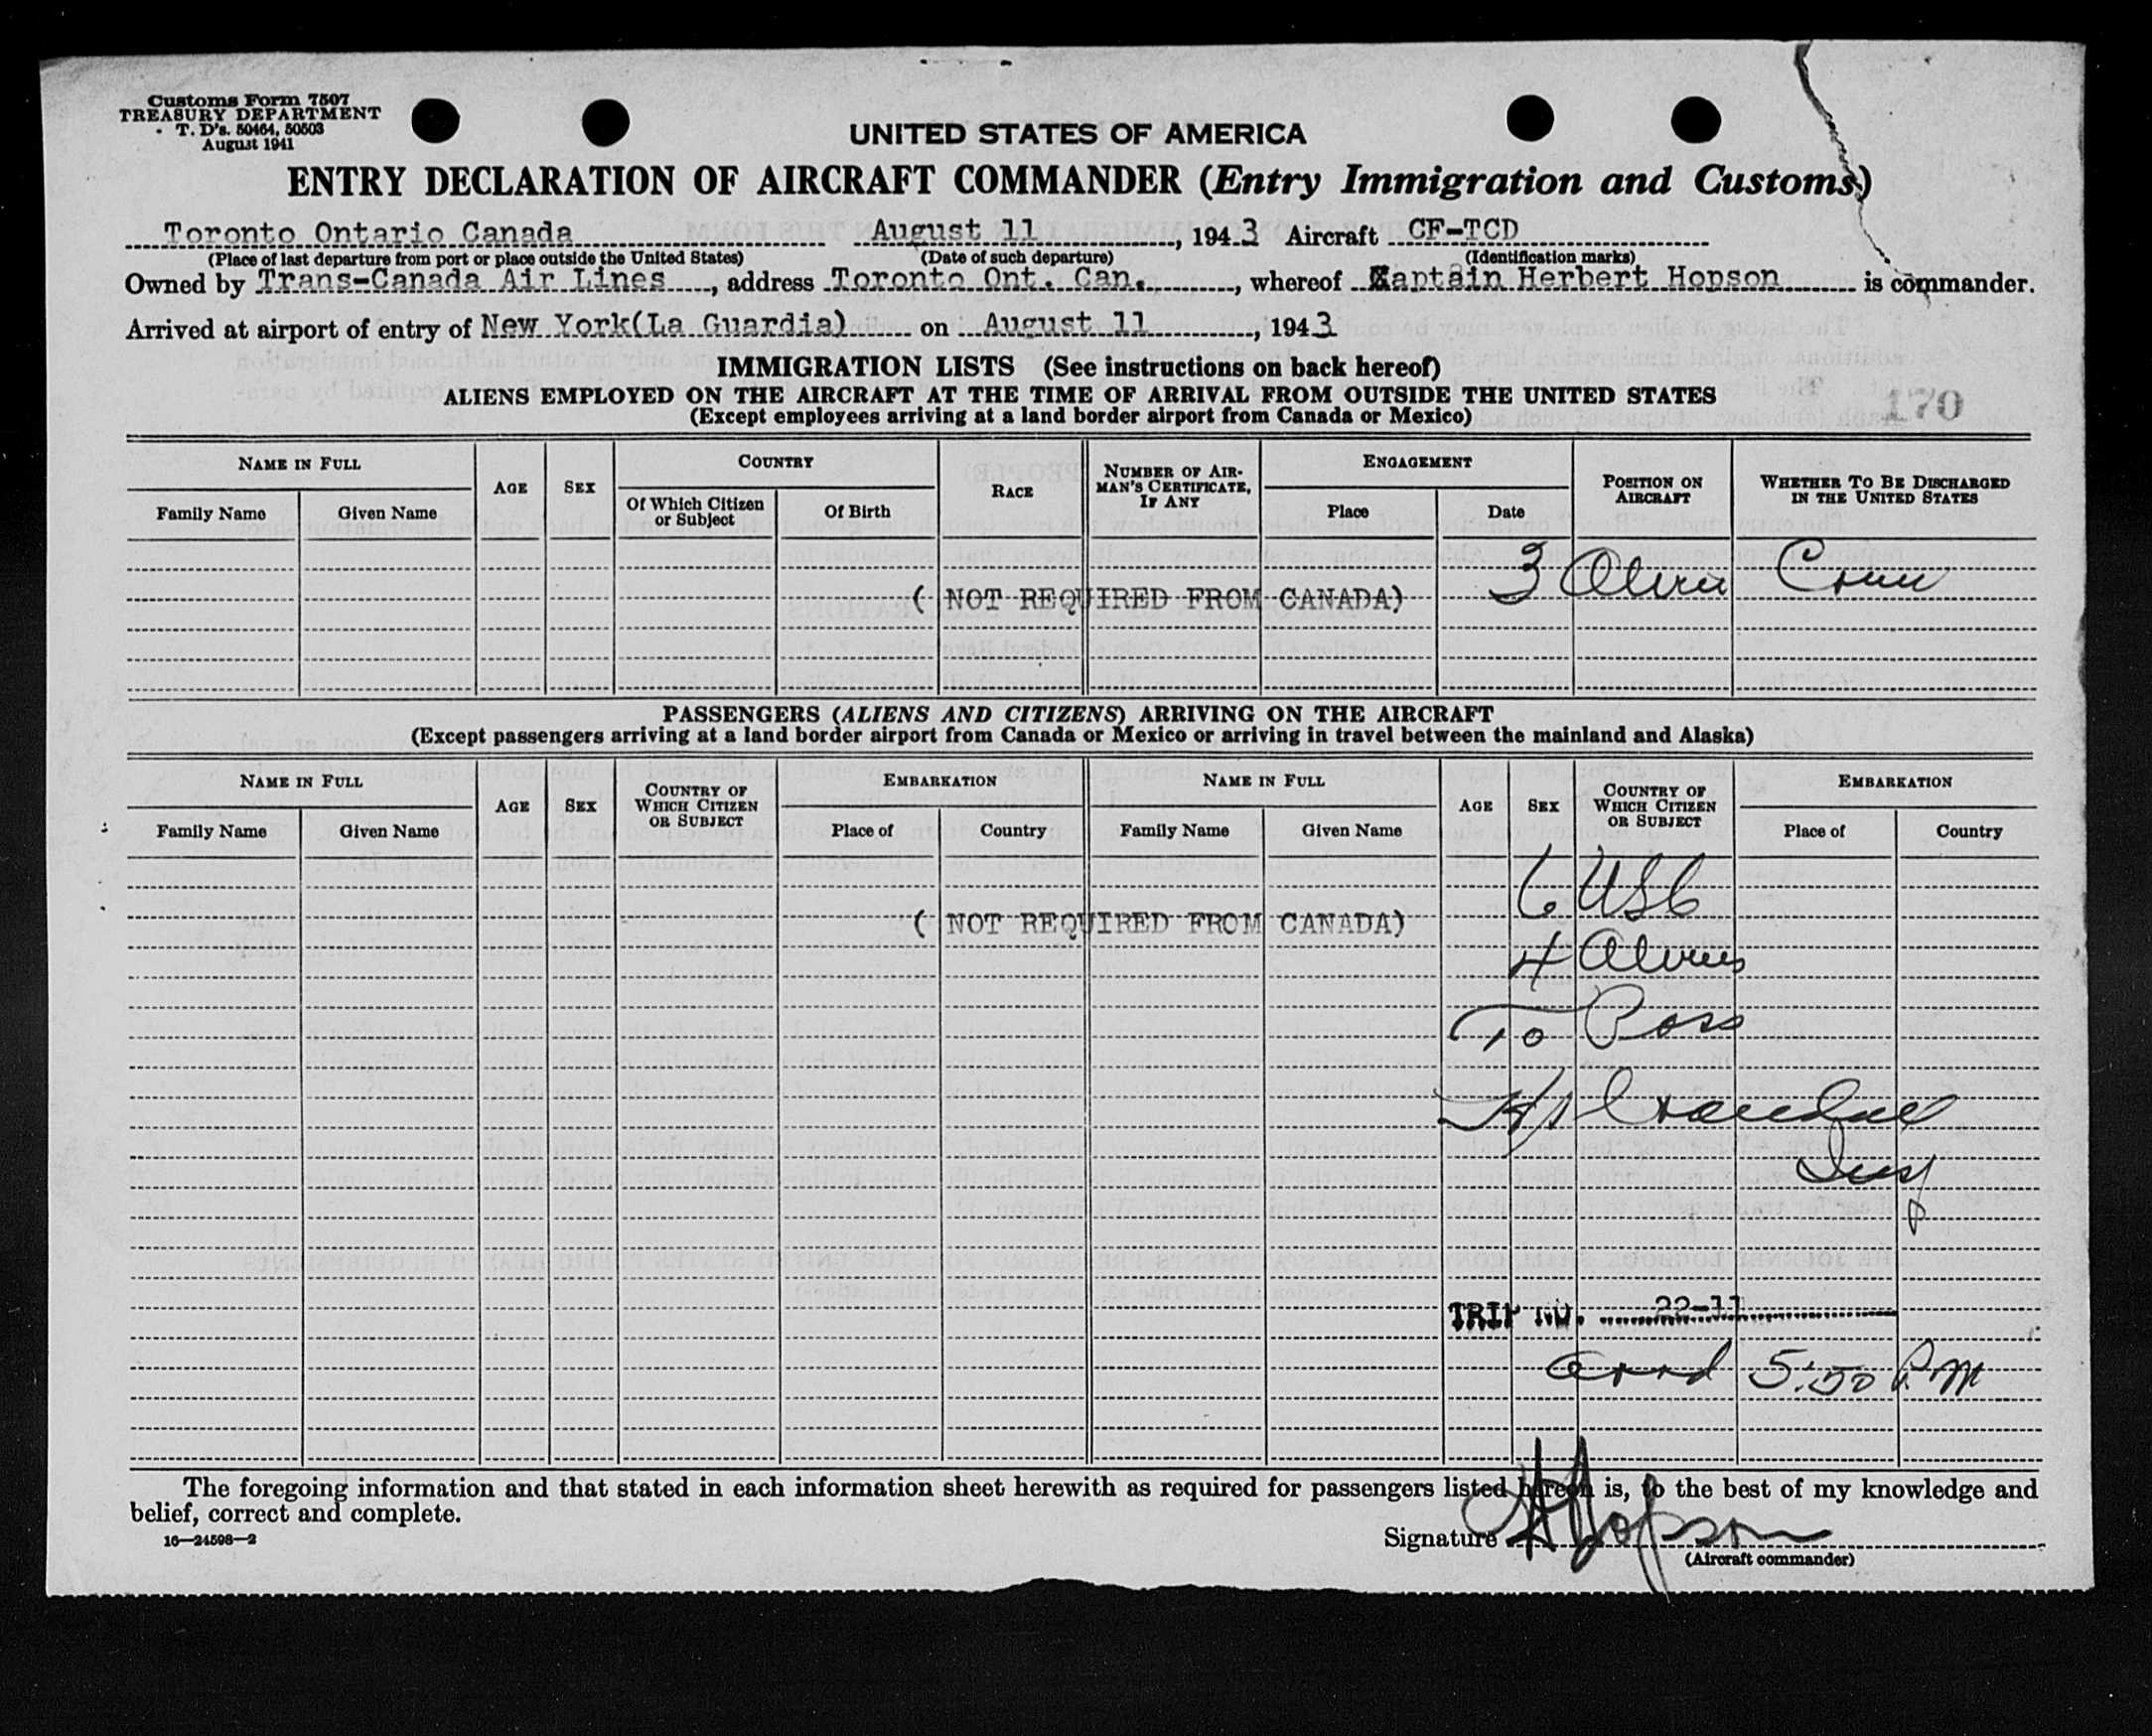 Customs Form 7507
TREASURY DEPARTMENT
T. D's. 50464, 50503
August 1941
UNITED STATES OF AMERICA
ENTRY DECLARATION OF AIRCRAFT COMMANDER (Entry Immigration and Customs)
Toronto Ontario Canada August 11, 1943 Aircraft CF-TCD
(Place of last departure from port or place outside the United States) (Date of such departure) (Identification marks)
Owned by Trans-Canada Air Lines, address Toronto Ont. Can., whereof Captain Herbert Hopson is commander.
Arrived at airport of entry of New York(La Guardia) on August 11, 1943
IMMIGRATION LISTS (See instructions on back hereof)
ALIENS EMPLOYED ON THE AIRCRAFT AT THE TIME OF ARRIVAL FROM OUTSIDE THE UNITED STATES
170
(Except employees arriving at a land border airport from Canada or Mexico)
NAME IN FULL AGE SEX COUNTRY RACE NUMBER OF AIRMAN'S CERTIFICATE, IF ANY ENGAGEMENT POSITION ON AIRCRAFT WHETHER TO BE DISCHARGED IN THE UNITED STATES
Family Name Given Name Of Which Citizen or Subject Of Birth Place Date
3 Alien Crew
( NOT REQUIRED FROM CANADA)
PASSENGERS (ALIENS AND CITIZENS) ARRIVING ON THE AIRCRAFT
(Except passengers arriving at a land border airport from Canada or Mexico or arriving in travel between the mainland and Alaska)
NAME IN FULL AGE SEX COUNTRY OF WHICH CITIZEN OR SUBJECT EMBARKATION NAME IN FULL AGE SEX COUNTRY OF WHICH CITIZEN OR SUBJECT EMBARKATION
Family Name Given Name Place of Country Family Name Given Name Place of Country
6 USC
( NOT REQUIRED FROM CANADA)
4 Aliens
10 Pass
Insp
TRIP NO. 22-11
Arrd 5:50 PM
The foregoing information and that stated in each information sheet herewith as required for passengers listed hereon is, to the best of my knowledge and
belief, correct and complete.
16—24598—2
Signature H Hopson
(Aircraft commander)